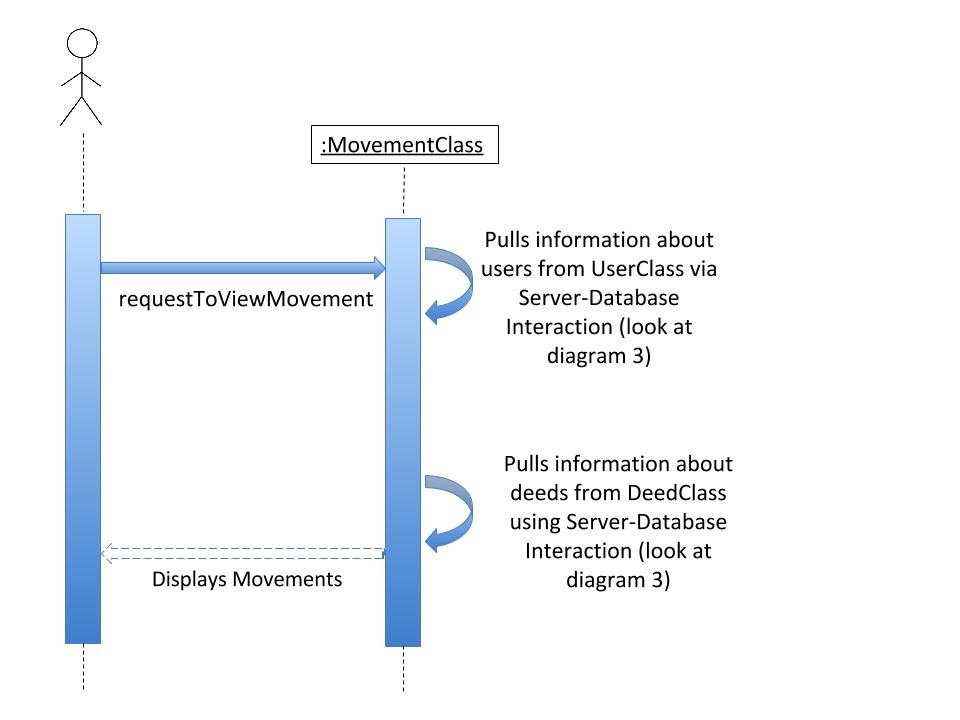 :MovementClass
Pulls information about
users from UserClass via
Server-Database
Interaction (look at
diagram 3)
requestToViewMovement
Pulls information about
deeds from DeedClass
using Server-Database
Interaction (look at
diagram 3)
Displays Movements